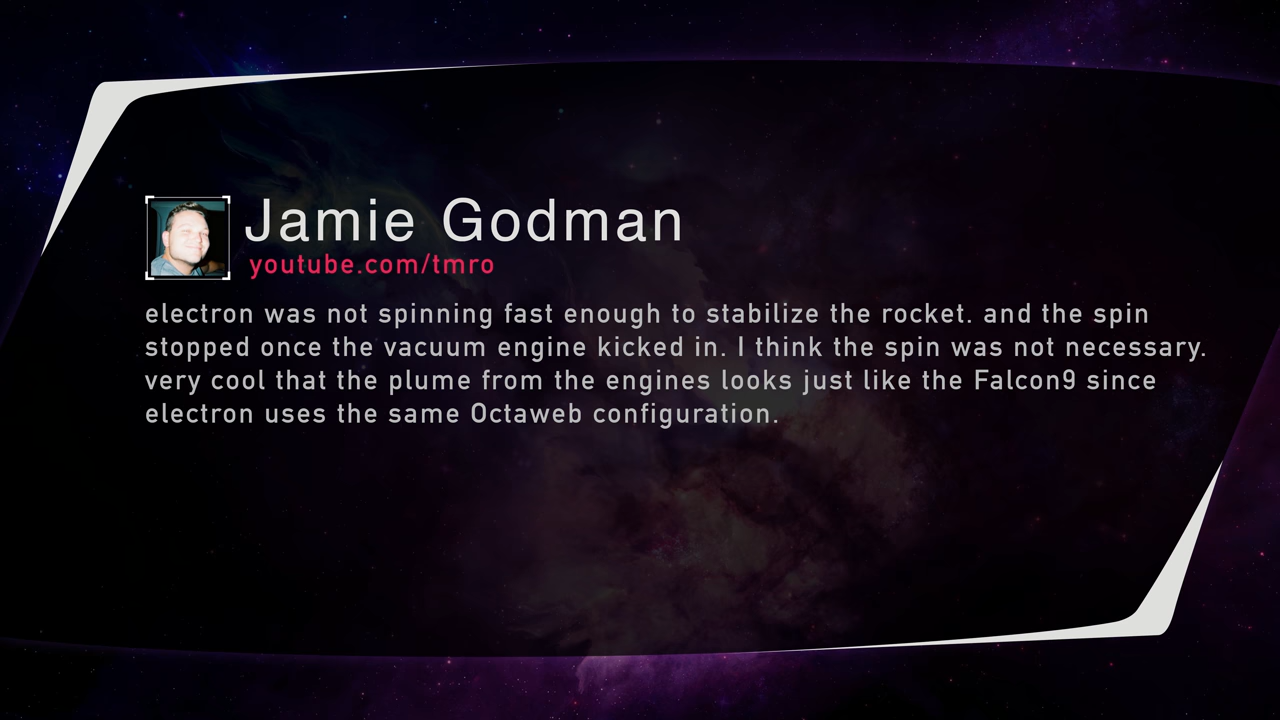 Jamie Godman
youtube.com/tmro
electron was not spinning fast enough to stabilize the rocket. and the spin
stopped once the vacuum engine kicked in. I think the spin was not necessary.
very cool that the plume from the engines looks just like the Falcon9 since
electron uses the same Octaweb configuration.